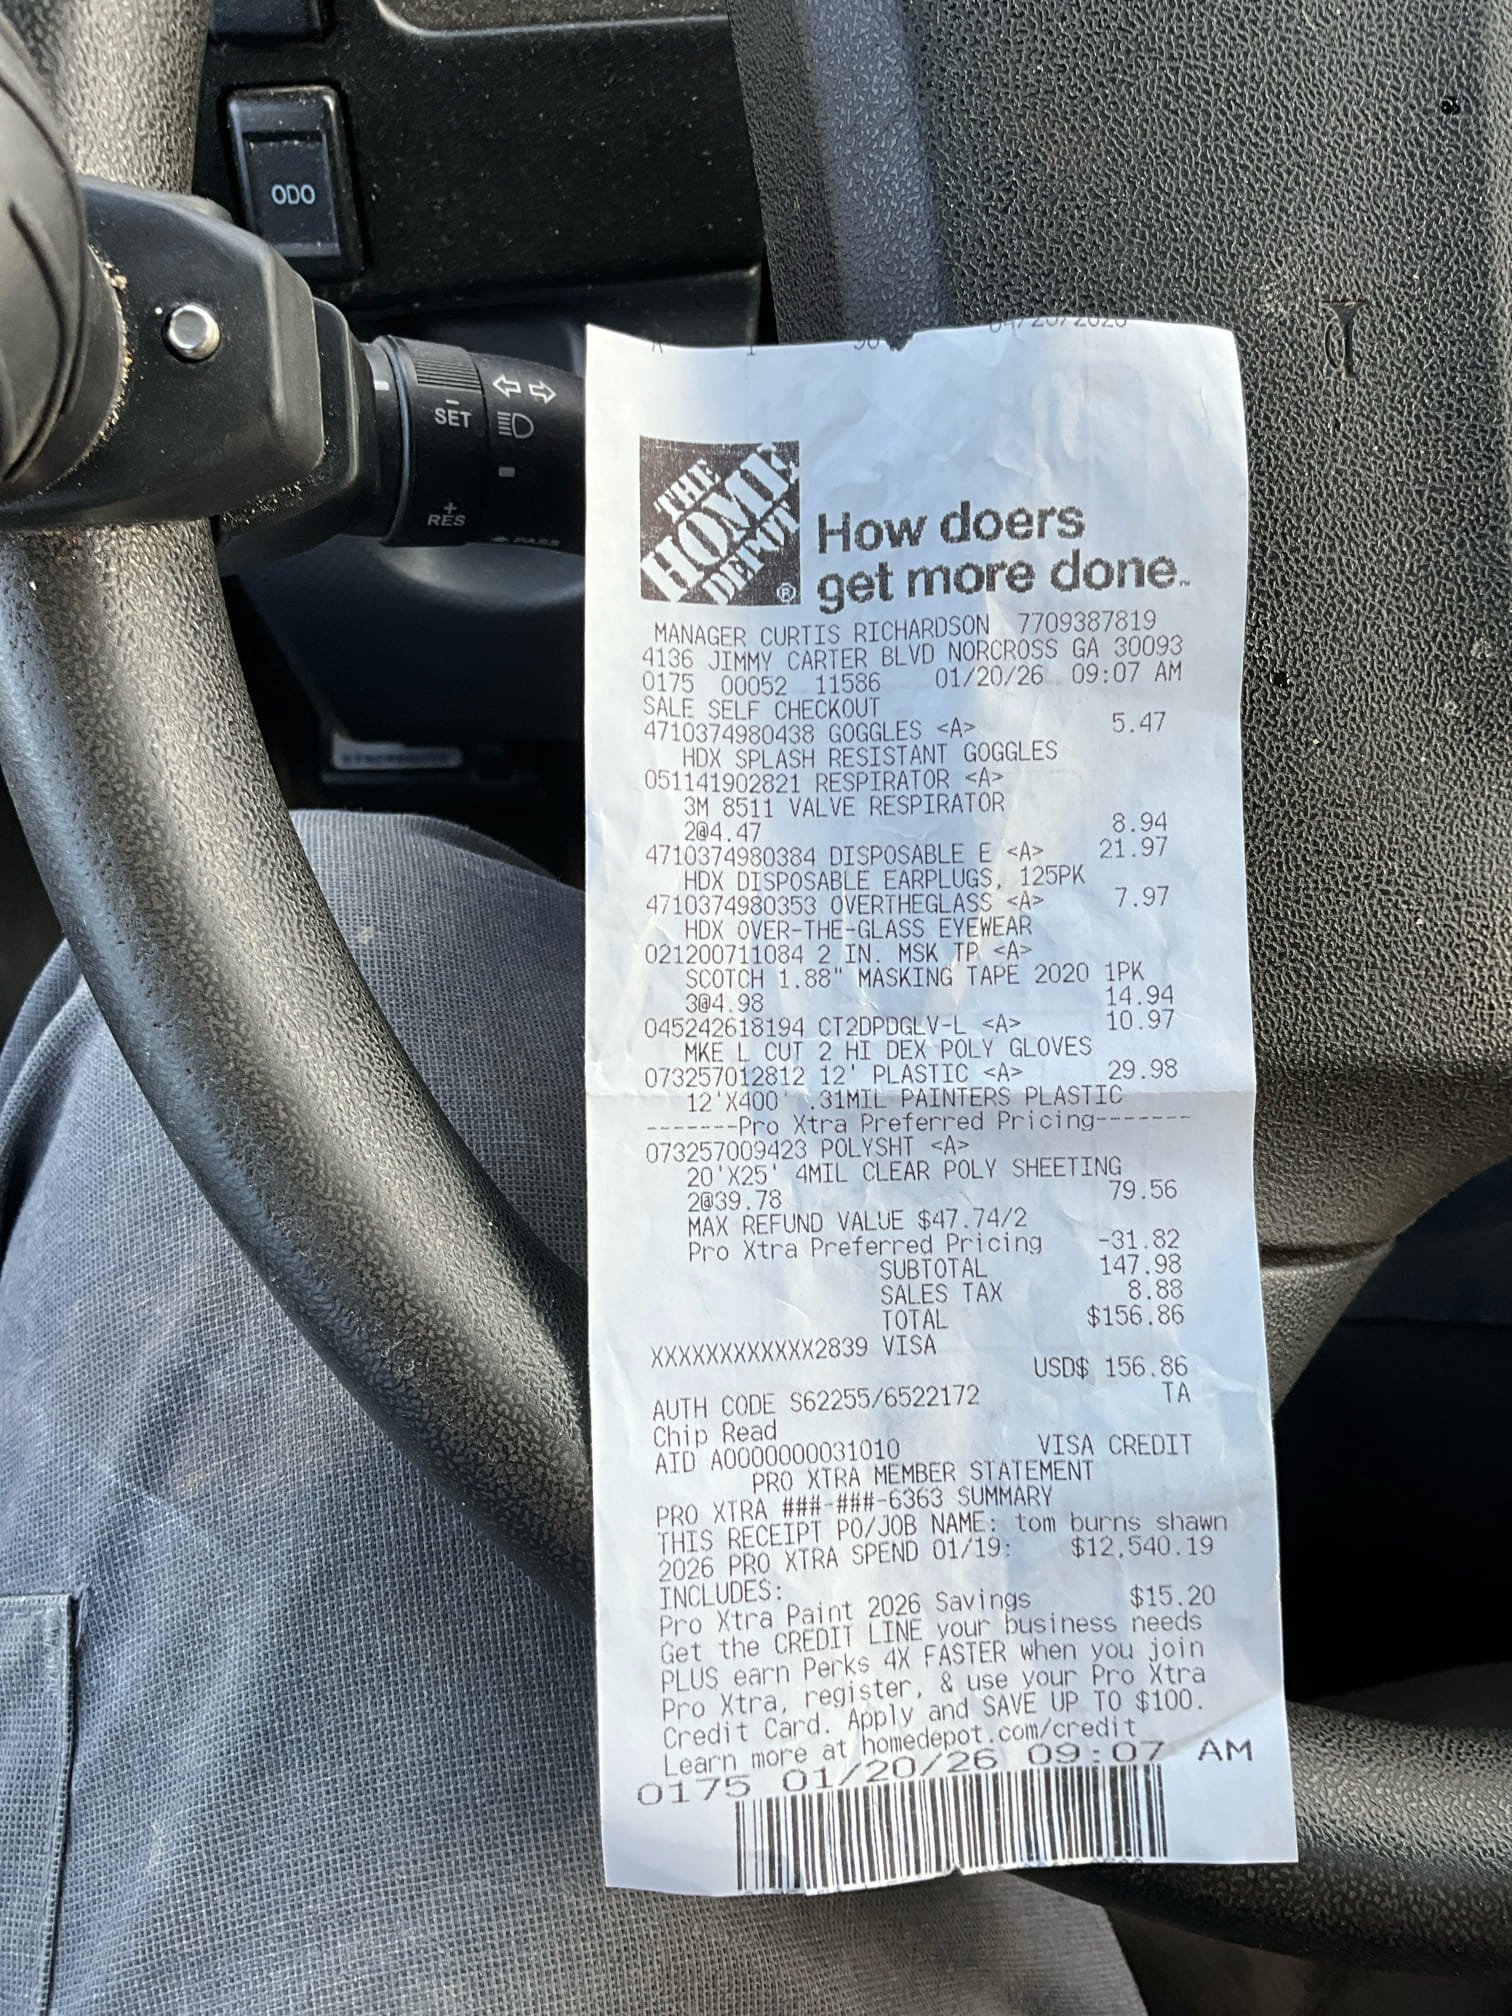 ODO
SET
+
RES
PASS
THE
HOME
DEPOT
®
How doers
get more done™
MANAGER CURTIS RICHARDSON 7709387819
4136 JIMMY CARTER BLVD NORCROSS GA 30093
0175 00052 11586 01/20/26 09:07 AM
SALE SELF CHECKOUT
4710374980438 GOGGLES <A> 5.47
HDX SPLASH RESISTANT GOGGLES
051141902821 RESPIRATOR <A>
3M 8511 VALVE RESPIRATOR
2@4.47 8.94
4710374980384 DISPOSABLE E <A> 21.97
HDX DISPOSABLE EARPLUGS, 125PK
4710374980353 OVERTHEGLASS <A> 7.97
HDX OVER-THE-GLASS EYEWEAR
021200711084 2 IN. MSK TP <A>
SCOTCH 1.88" MASKING TAPE 2020 1PK
3@4.98 14.94
045242618194 CT2DPDGLV-L <A> 10.97
MKE L CUT 2 HI DEX POLY GLOVES
073257012812 12' PLASTIC <A> 29.98
12'X400' .31MIL PAINTERS PLASTIC
-------Pro Xtra Preferred Pricing-------
073257009423 POLYSHT <A>
20'X25' 4MIL CLEAR POLY SHEETING
2@39.78 79.56
MAX REFUND VALUE $47.74/2
Pro Xtra Preferred Pricing -31.82
SUBTOTAL 147.98
SALES TAX 8.88
TOTAL $156.86
XXXXXXXXXXXX2839 VISA
USD$ 156.86
AUTH CODE S62255/6522172 TA
Chip Read
AID A0000000031010 VISA CREDIT
PRO XTRA MEMBER STATEMENT
PRO XTRA ###-###-6363 SUMMARY
THIS RECEIPT PO/JOB NAME: tom burns shawn
2026 PRO XTRA SPEND 01/19: $12,540.19
INCLUDES:
Pro Xtra Paint 2026 Savings $15.20
Get the CREDIT LINE your business needs
PLUS earn Perks 4X FASTER when you join
Pro Xtra, register, & use your Pro Xtra
Credit Card. Apply and SAVE UP TO $100.
Learn more at homedepot.com/credit
0175 01/20/26 09:07 AM